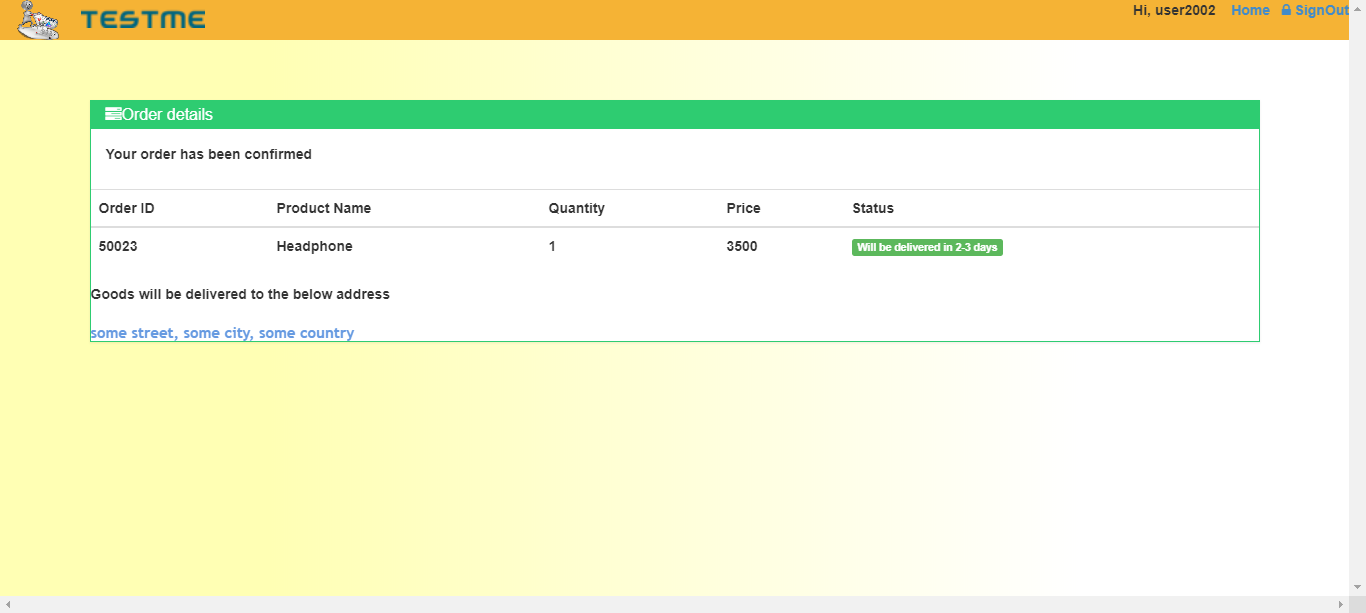 TESTME
Hi, user2002 Home SignOut
Order details
Your order has been confirmed
Order ID Product Name Quantity Price Status
50023 Headphone 1 3500 Will be delivered in 2-3 days
Goods will be delivered to the below address
some street, some city, some country